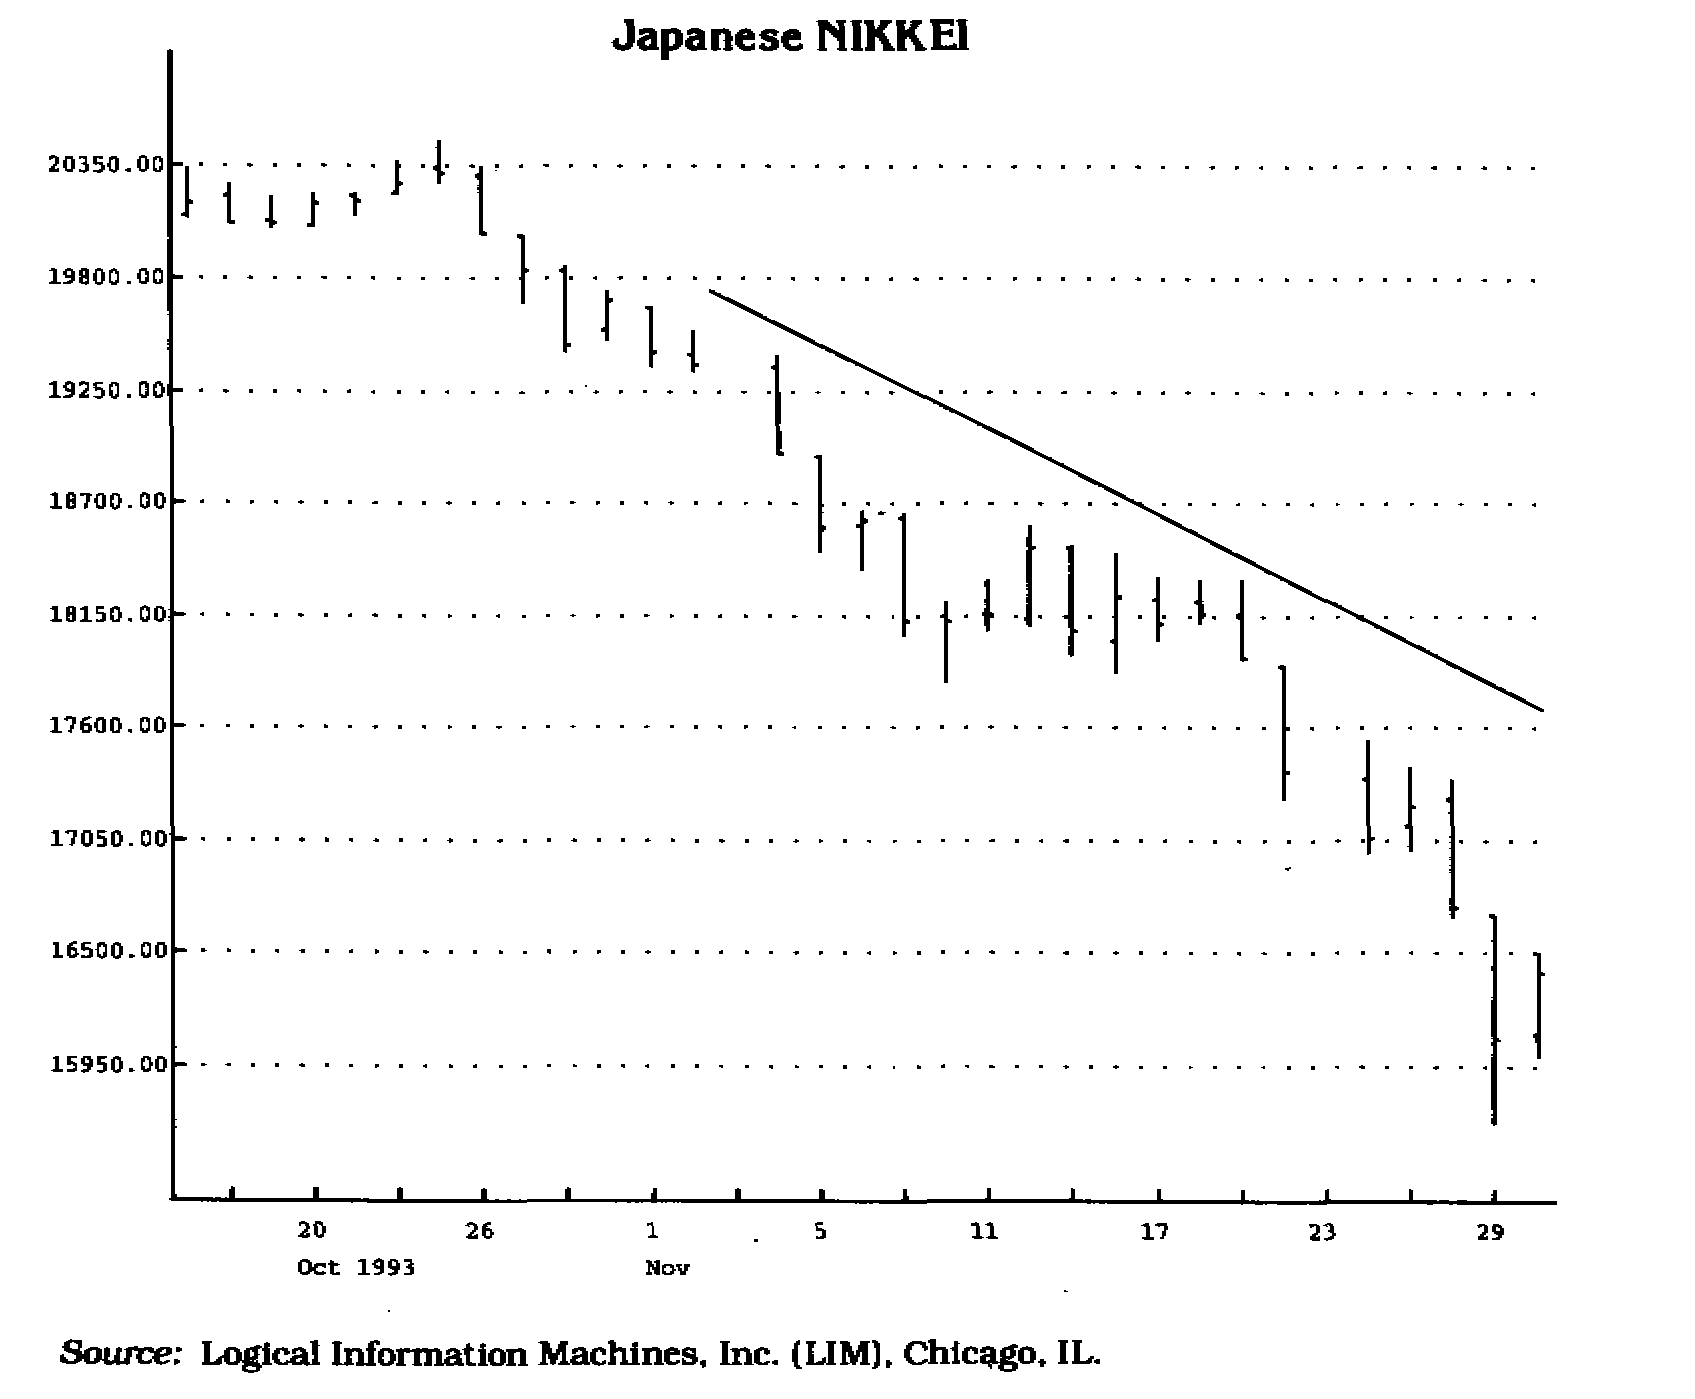 Japanese NIKKEI
20350.00
19800.00
19250.00
18700.00
18150.00
17600.00
17050.00
16500.00
15950.00
20 26 1 5 11 17 23 29
Oct 1993 Nov
Source: Logical Information Machines, Inc. (LIM), Chicago, IL.